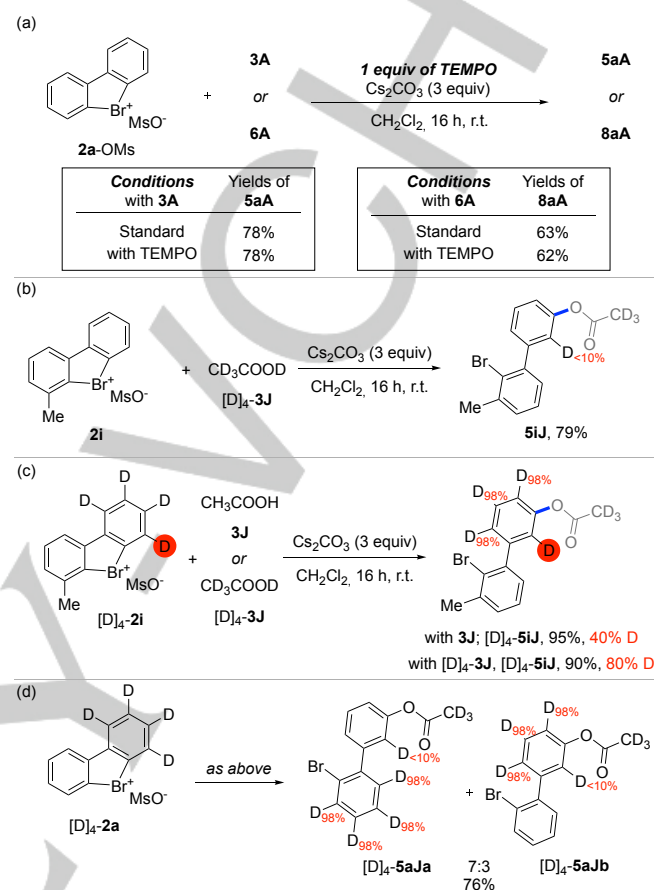 (a)
3A
1 equiv of TEMPO
5aA
+
or
Cs2CO3 (3 equiv)
or
Br+
MsO-
6A
CH2Cl2, 16 h, r.t.
8aA
2a-OMs
Conditions with 3A
Yields of 5aA
Standard 78%
with TEMPO 78%
Conditions with 6A
Yields of 8aA
Standard 63%
with TEMPO 62%
(b)
Br+
MsO-
Me
2i
+
CD3COOD
[D]4-3J
Cs2CO3 (3 equiv)
CH2Cl2, 16 h, r.t.
O
CD3
O
D<10%
Br
Me
5iJ, 79%
(c)
D
D
D
D
Br+
MsO-
Me
[D]4-2i
+
CH3COOH
3J
or
CD3COOD
[D]4-3J
Cs2CO3 (3 equiv)
CH2Cl2, 16 h, r.t.
D98%
D98%
O
CD3
O
D98%
D
Br
Me
with 3J; [D]4-5iJ, 95%, 40% D
with [D]4-3J, [D]4-5iJ, 90%, 80% D
(d)
D
D
D
D
Br+
MsO-
[D]4-2a
as above
O
CD3
O
D<10%
Br
D98%
D98%
D98%
D98%
[D]4-5aJa
7:3
76%
+
D98%
D98%
O
CD3
O
D98%
D<10%
Br
[D]4-5aJb
VCH